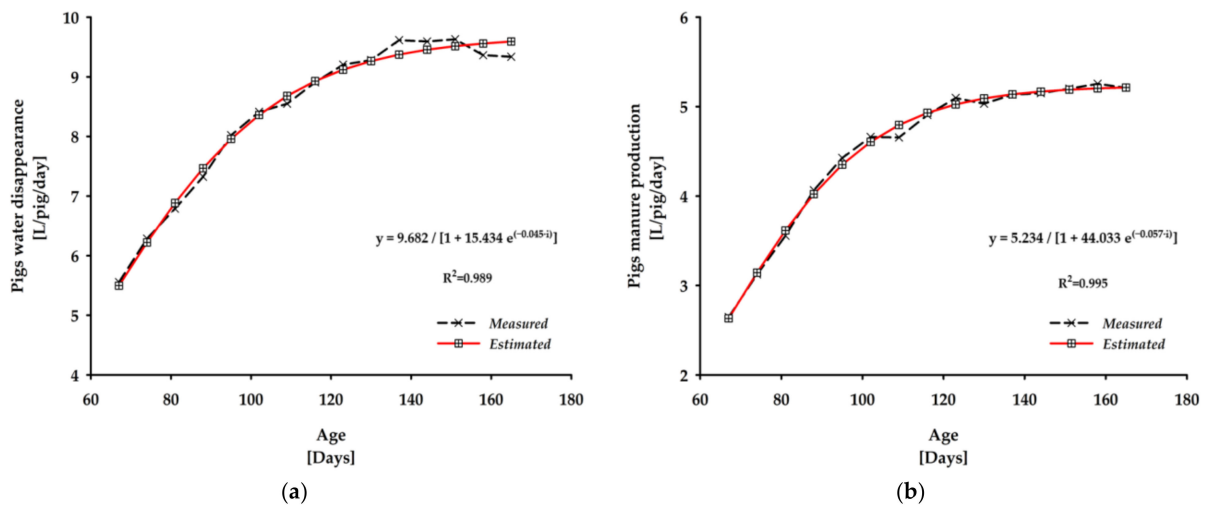 10
9
8
7
6
5
4
60 80 100 120 140 160 180
Pigs water disappearance
[L/pig/day]
y = 9.682 / [1 + 15.434 e(−0.045·i)]
R2=0.989
Measured
Estimated
Age
[Days]
(a)
6
5
4
3
2
60 80 100 120 140 160 180
Pigs manure production
[L/pig/day]
y = 5.234 / [1 + 44.033 e(−0.057·i)]
R2=0.995
Measured
Estimated
Age
[Days]
(b)